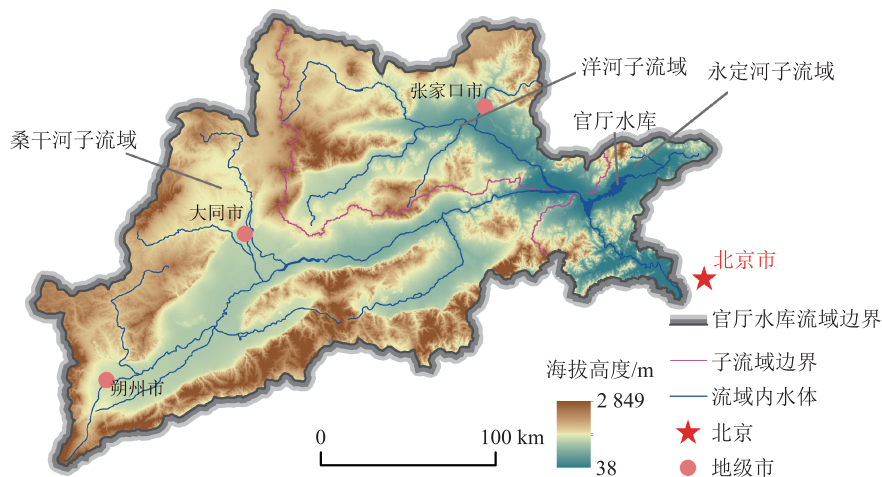 洋河子流域
永定河子流域
张家口市
官厅水库
桑干河子流域
大同市
北京市
官厅水库流域边界
海拔高度/m
子流域边界
2 849
流域内水体
朔州市
0
100 km
北京
38
地级市